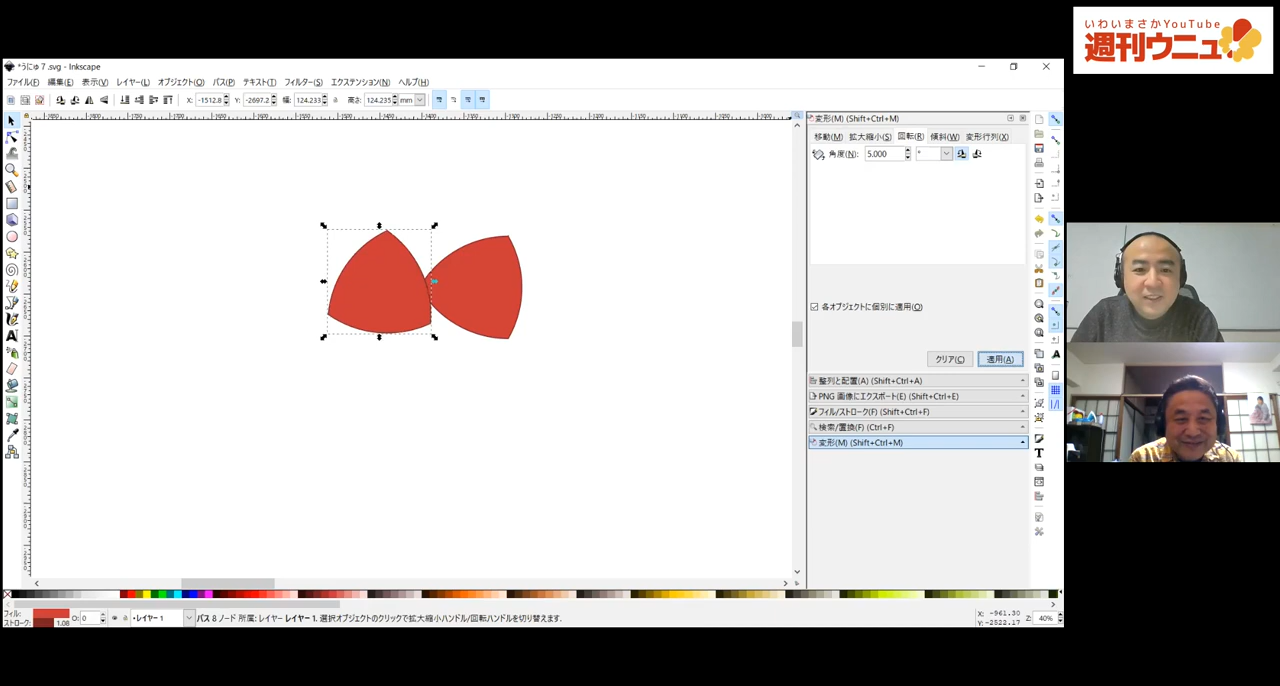 いわいまさかYouTube
週刊ウニュ
*うにゅ７.svg - Inkscape
ファイル(F) 編集(E) 表示(V) レイヤー(L) オブジェクト(O) パス(P) テキスト(T) フィルター(S) エクステンション(N) ヘルプ(H)
X: -1512.8 Y: -2697.2 幅: 124.233 高さ: 124.235 mm
変形(M) (Shift+Ctrl+M)
移動(M) 拡大縮小(S) 回転(R) 傾斜(W) 変形行列(X)
角度(N): 5.000 °
各オブジェクトに個別に適用(O)
クリア(C) 適用(A)
整列と配置(A) (Shift+Ctrl+A)
PNG 画像にエクスポート(E) (Shift+Ctrl+E)
フィル/ストローク(F) (Shift+Ctrl+F)
検索/置換(F) (Ctrl+F)
変形(M) (Shift+Ctrl+M)
フィル: O: 0 •レイヤー 1 パス 8 ノード 所属: レイヤー レイヤー 1. 選択オブジェクトのクリックで拡大縮小ハンドル/回転ハンドルを切り替えます.
X: -961.30
ストローク: 1.08 Y: -2522.17 Z: 40%